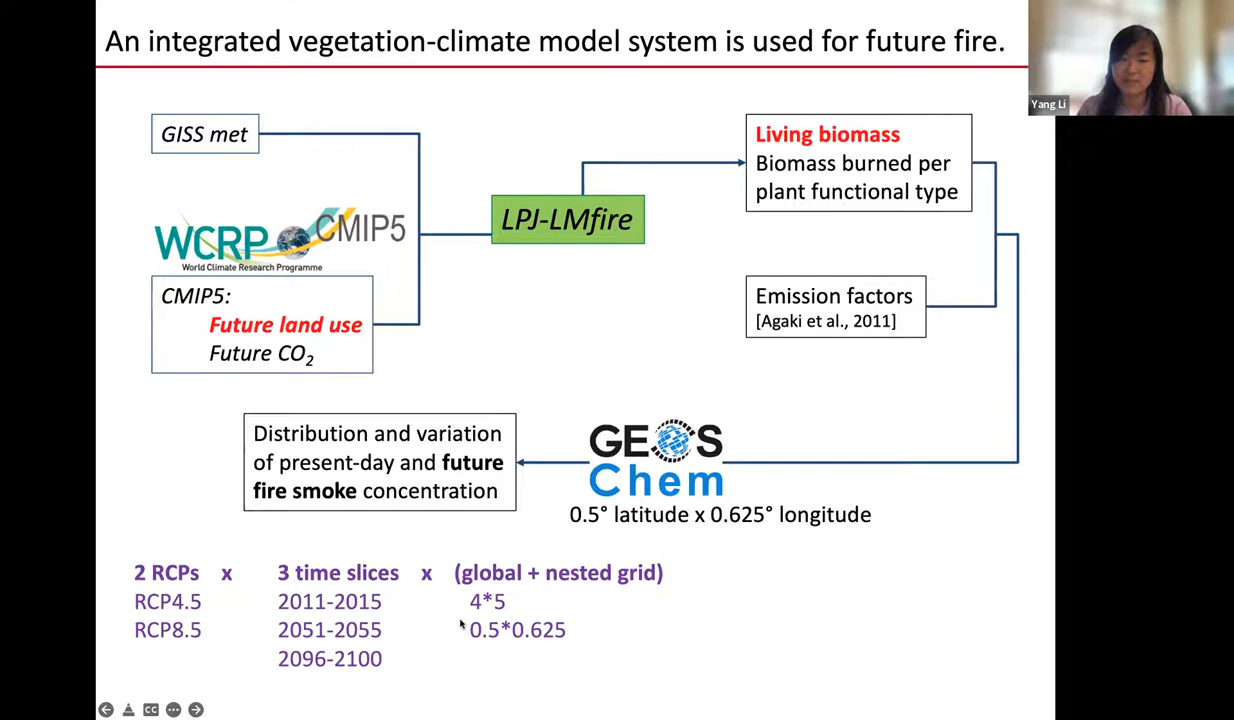 An integrated vegetation-climate model system is used for future fire.
Yang Li
GISS met
WCRP
CMIP5
World Climate Research Programme
CMIP5:
Future land use
Future CO₂
LPJ-LMfire
Living biomass
Biomass burned per
plant functional type
Emission factors
[Agaki et al., 2011]
Distribution and variation
of present-day and future
fire smoke concentration
GEOS
Chem
0.5° latitude x 0.625° longitude
2 RCPs x 3 time slices x (global + nested grid)
RCP4.5 2011-2015 4*5
RCP8.5 2051-2055 0.5*0.625
2096-2100
CC